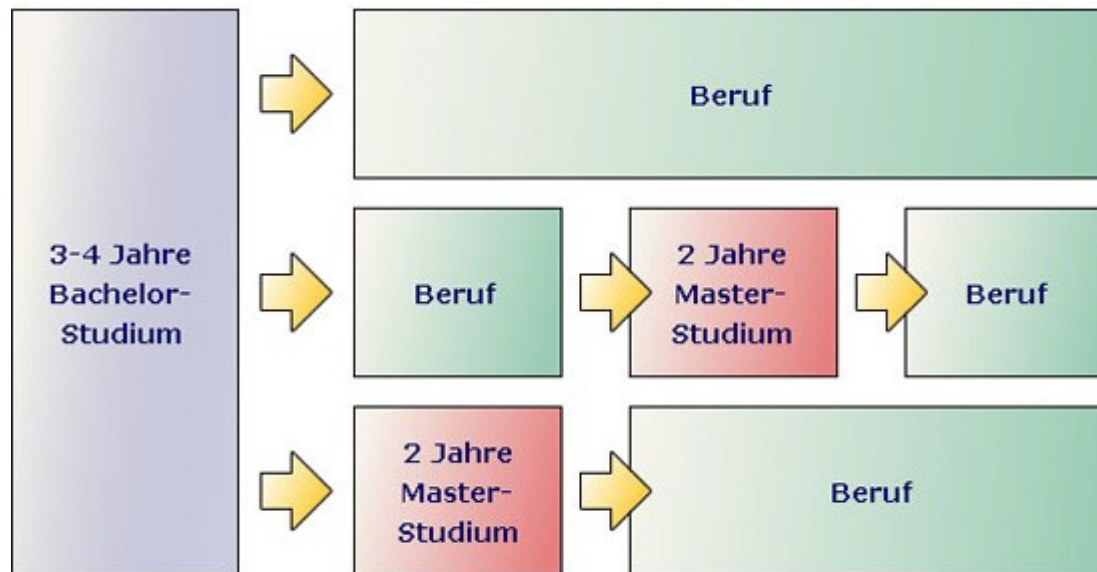 Beruf
3-4 Jahre
Bachelor-
Studium
Beruf
2 Jahre
Master-
Studium
Beruf
2 Jahre
Master-
Studium
Beruf